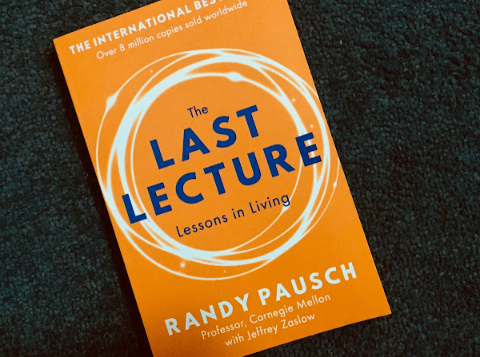 THE INTERNATIONAL BES
Over 8 million copies sold worldwide
The
LAST
LECTURE
Lessons in Living
RANDY PAUSCH
Professor, Carnegie Mellon
with Jeffrey Zaslow